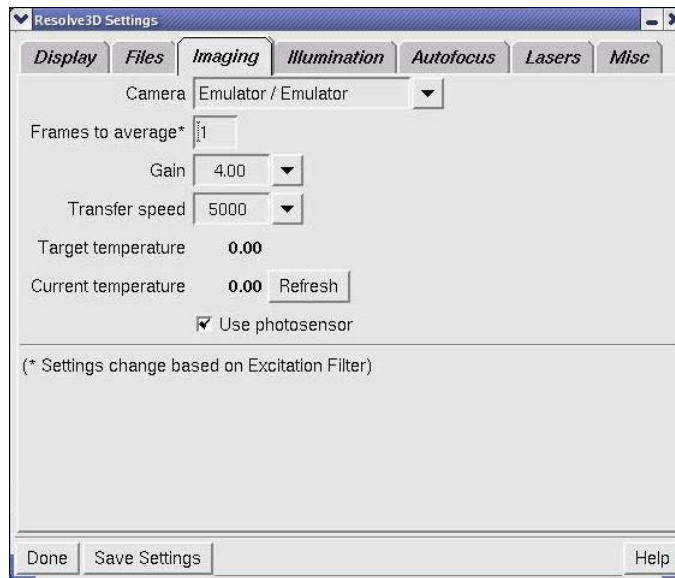 Resolve3D Settings
Display Files Imaging Illumination Autofocus Lasers Misc
Camera Emulator / Emulator
Frames to average* 1
Gain 4.00
Transfer speed 5000
Target temperature 0.00
Current temperature 0.00 Refresh
Use photosensor
(* Settings change based on Excitation Filter)
Done Save Settings Help